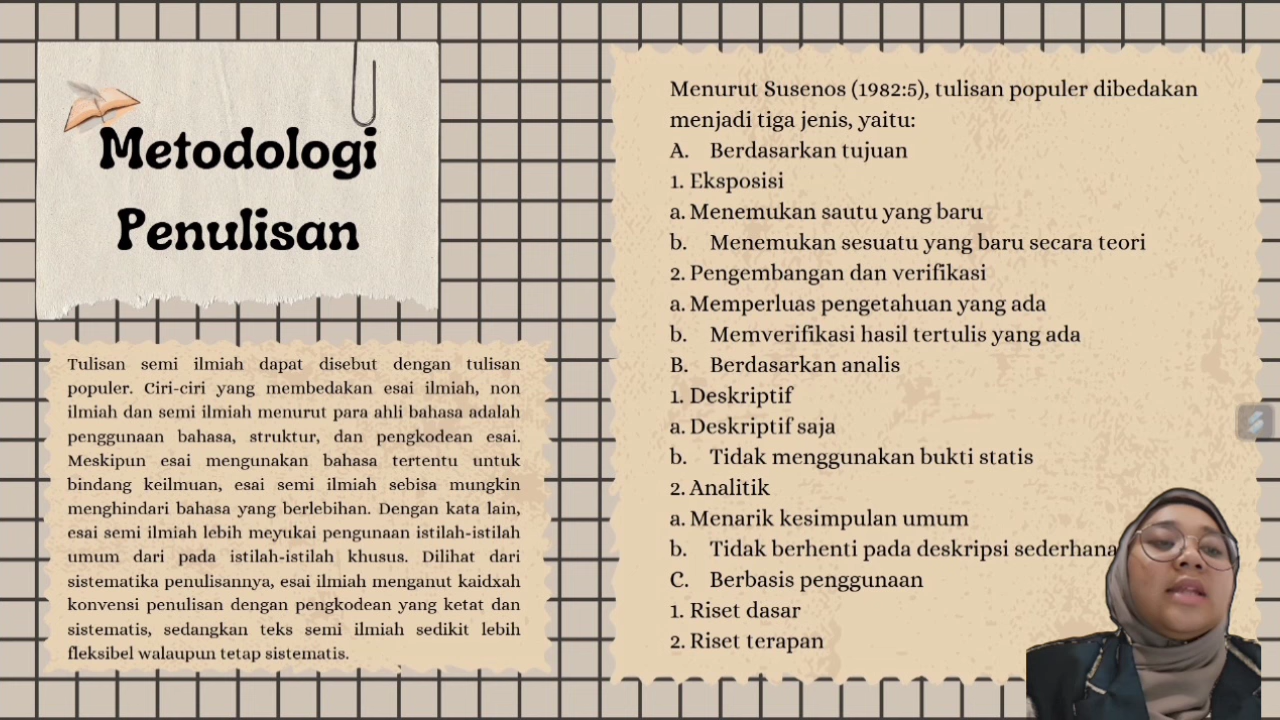 Metodologi
Penulisan
Tulisan semi ilmiah dapat disebut dengan tulisan
populer. Ciri-ciri yang membedakan esai ilmiah, non
ilmiah dan semi ilmiah menurut para ahli bahasa adalah
penggunaan bahasa, struktur, dan pengkodean esai.
Meskipun esai mengunakan bahasa tertentu untuk
bindang keilmuan, esai semi ilmiah sebisa mungkin
menghindari bahasa yang berlebihan. Dengan kata lain,
esai semi ilmiah lebih meyukai pengunaan istilah-istilah
umum dari pada istilah-istilah khusus. Dilihat dari
sistematika penulisannya, esai ilmiah menganut kaidxah
konvensi penulisan dengan pengkodean yang ketat dan
sistematis, sedangkan teks semi ilmiah sedikit lebih
fleksibel walaupun tetap sistematis.
Menurut Susenos (1982:5), tulisan populer dibedakan
menjadi tiga jenis, yaitu:
A. Berdasarkan tujuan
1. Eksposisi
a. Menemukan sautu yang baru
b. Menemukan sesuatu yang baru secara teori
2. Pengembangan dan verifikasi
a. Memperluas pengetahuan yang ada
b. Memverifikasi hasil tertulis yang ada
B. Berdasarkan analis
1. Deskriptif
a. Deskriptif saja
b. Tidak menggunakan bukti statis
2. Analitik
a. Menarik kesimpulan umum
b. Tidak berhenti pada deskripsi sederhana
C. Berbasis penggunaan
1. Riset dasar
2. Riset terapan